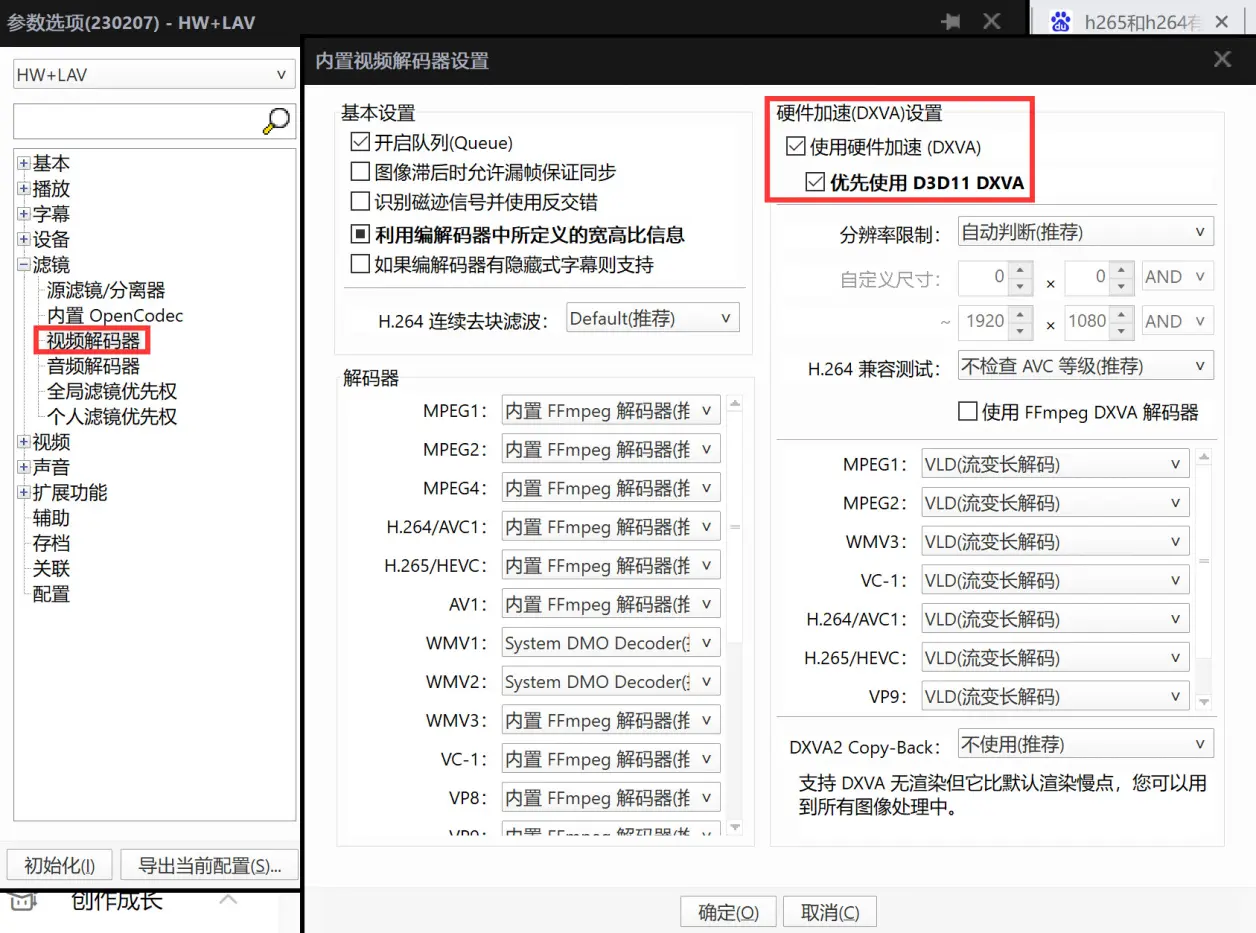 参数选项(230207) - HW+LAV
h265和h264有
HW+LAV
基本
播放
字幕
设备
滤镜
源滤镜/分离器
内置 OpenCodec
视频解码器
音频解码器
全局滤镜优先权
个人滤镜优先权
视频
声音
扩展功能
辅助
存档
关联
配置
初始化(I)
导出当前配置(S)...
创作成长
内置视频解码器设置
基本设置
开启队列(Queue)
图像滞后时允许漏帧保证同步
识别磁迹信号并使用反交错
利用编解码器中所定义的宽高比信息
如果编解码器有隐藏式字幕则支持
H.264 连续去块滤波： Default(推荐)
解码器
MPEG1： 内置 FFmpeg 解码器(推
MPEG2： 内置 FFmpeg 解码器(推
MPEG4： 内置 FFmpeg 解码器(推
H.264/AVC1： 内置 FFmpeg 解码器(推
H.265/HEVC： 内置 FFmpeg 解码器(推
AV1： 内置 FFmpeg 解码器(推
WMV1： System DMO Decoder(
WMV2： System DMO Decoder(
WMV3： 内置 FFmpeg 解码器(推
VC-1： 内置 FFmpeg 解码器(推
VP8： 内置 FFmpeg 解码器(推
硬件加速(DXVA)设置
使用硬件加速 (DXVA)
优先使用 D3D11 DXVA
分辨率限制： 自动判断(推荐)
自定义尺寸： 0 × 0 AND
~ 1920 × 1080 AND
H.264 兼容测试： 不检查 AVC 等级(推荐)
使用 FFmpeg DXVA 解码器
MPEG1： VLD(流变长解码)
MPEG2： VLD(流变长解码)
WMV3： VLD(流变长解码)
VC-1： VLD(流变长解码)
H.264/AVC1： VLD(流变长解码)
H.265/HEVC： VLD(流变长解码)
VP9： VLD(流变长解码)
DXVA2 Copy-Back： 不使用(推荐)
支持 DXVA 无渲染但它比默认渲染慢点，您可以用
到所有图像处理中。
确定(O)
取消(C)